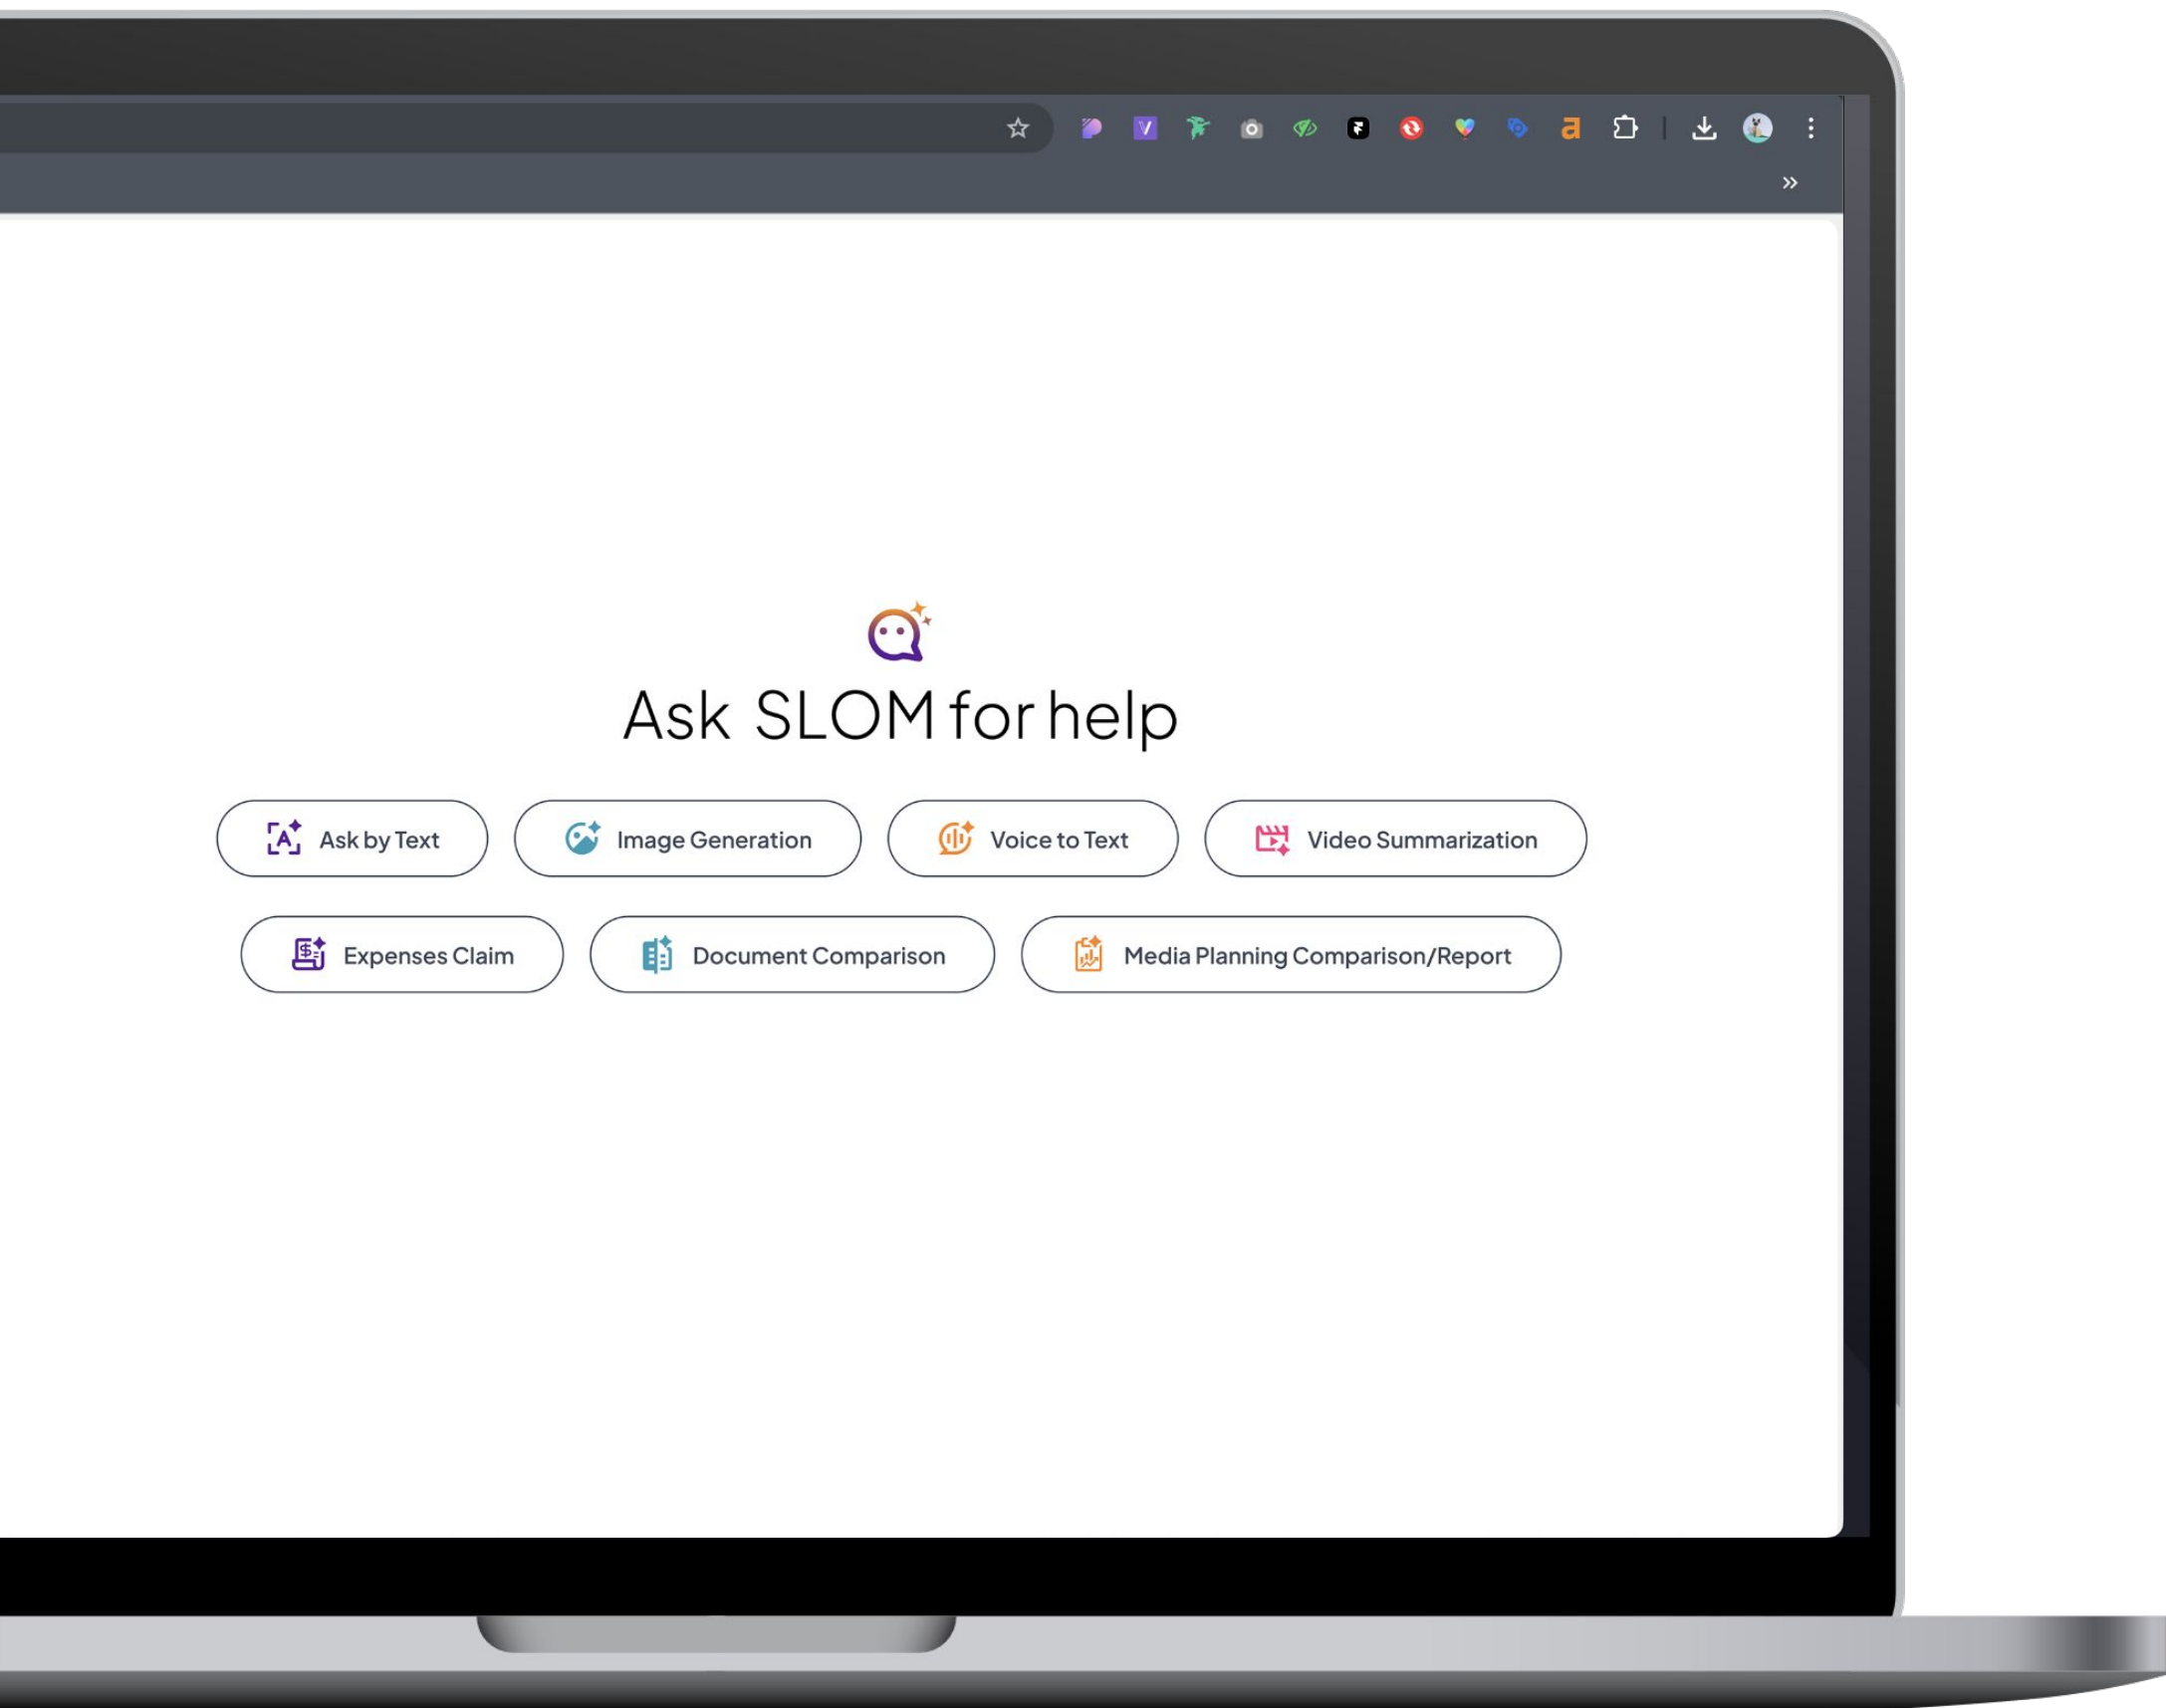 Ask SLOM for help
Ask by Text
Image Generation
Voice to Text
Video Summarization
Expenses Claim
Document Comparison
Media Planning Comparison/Report